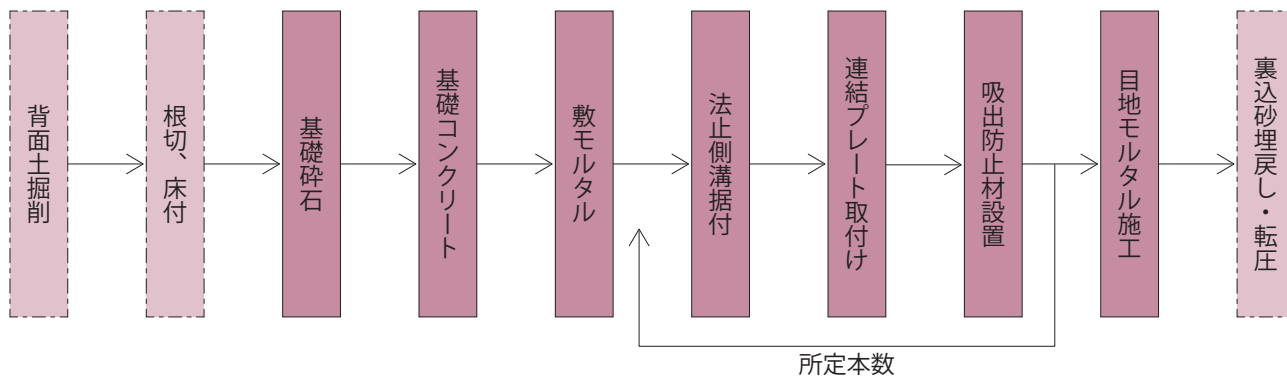 背面土掘削
根切、床付
基礎砕石
基礎コンクリート
敷モルタル
法止側溝据付
連結プレート取付け
吸出防止材設置
目地モルタル施工
裏込砂埋戻し・転圧
所定本数